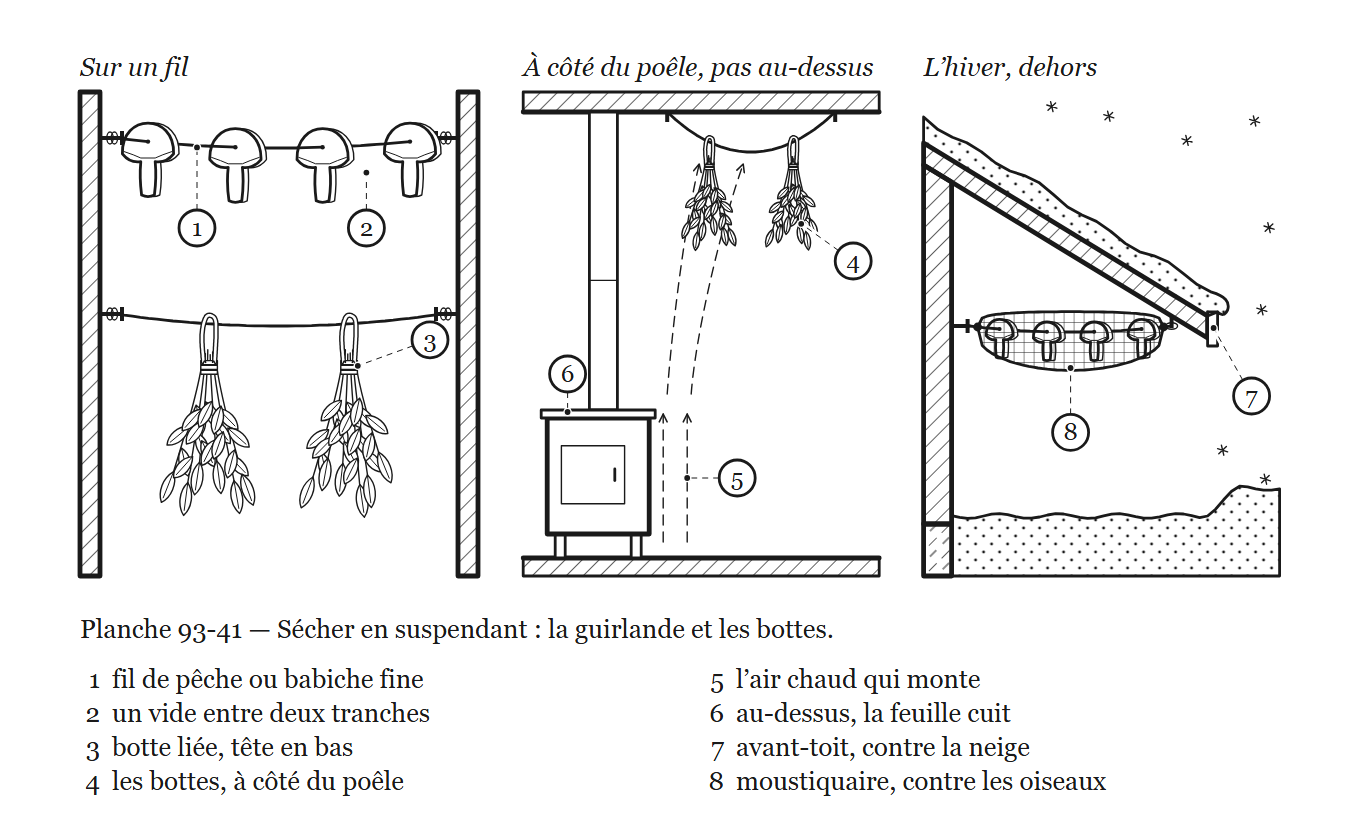 Sur un fil
À côté du poêle, pas au-dessus
L’hiver, dehors
1
2
3
4
5
6
7
8
Planche 93-41 — Sécher en suspendant : la guirlande et les bottes.
1 fil de pêche ou babiche fine
2 un vide entre deux tranches
3 botte liée, tête en bas
4 les bottes, à côté du poêle
5 l’air chaud qui monte
6 au-dessus, la feuille cuit
7 avant-toit, contre la neige
8 moustiquaire, contre les oiseaux